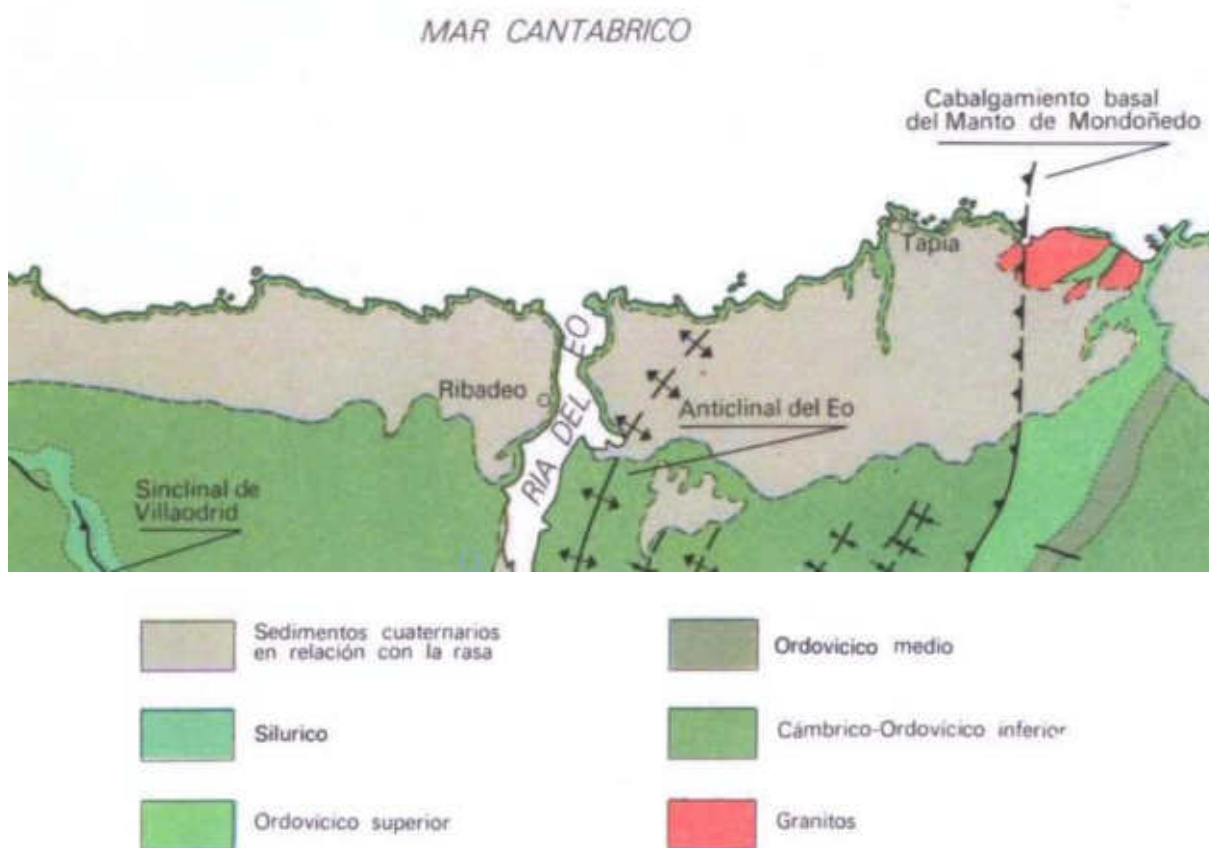 MAR CANTABRICO
Cabalgamiento basal
del Manto de Mondoñedo
Tapia
Ribadeo
RIA DEL EO
Anticlinal del Eo
Sinclinal de
Villaodrid
Sedimentos cuaternarios
en relación con la rasa
Silurico
Ordovicico superior
Ordovicico medio
Cámbrico-Ordovícico inferior
Granitos